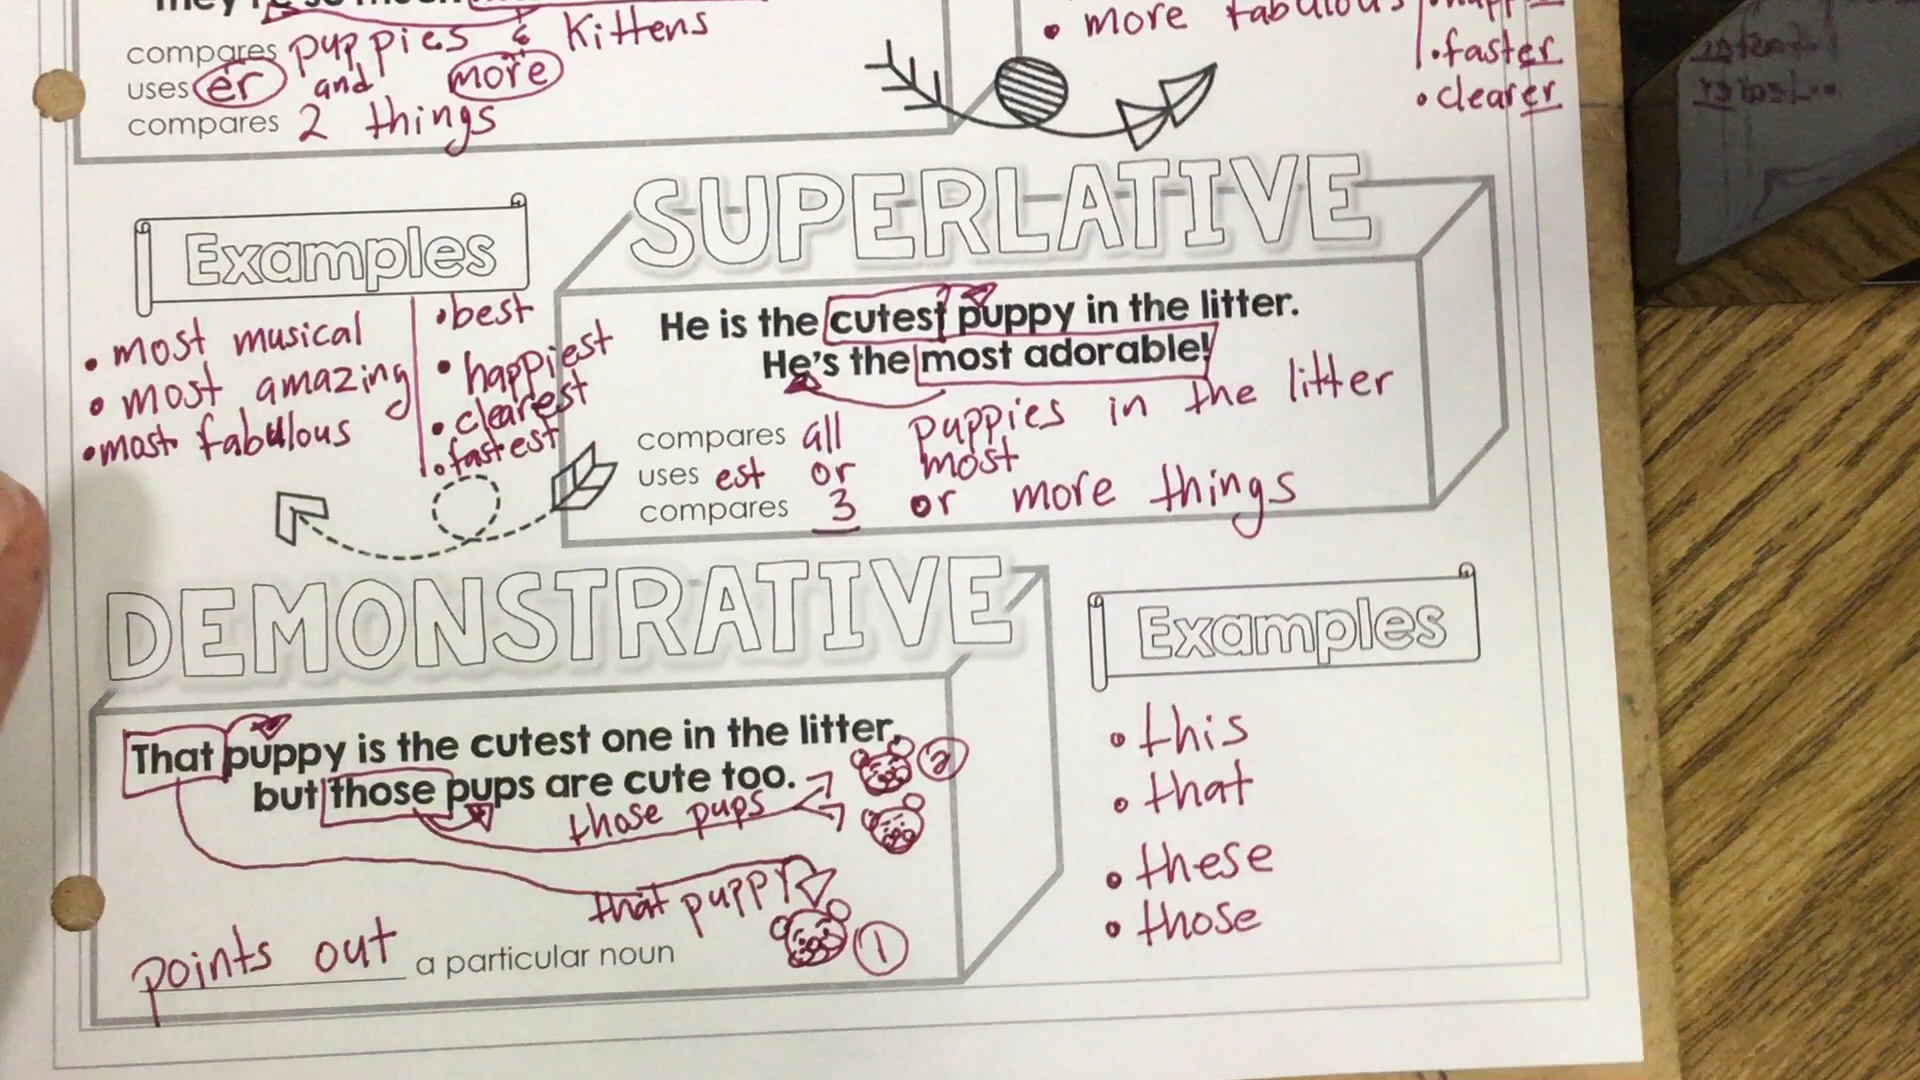 compares puppies & kittens
uses er and more
compares 2 things
• more fabulous
• faster
• clearer
SUPERLATIVE
Examples
• most musical
• most amazing
• most fabulous
• best
• happiest
• clearest
• fastest
He is the cutest puppy in the litter.
He's the most adorable!
compares all puppies in the litter
uses est or most
compares 3 or more things
DEMONSTRATIVE
That puppy is the cutest one in the litter,
but those pups are cute too.
those pups
2
that puppy
1
points out a particular noun
Examples
• this
• that
• these
• those